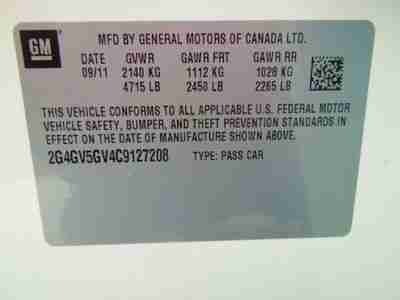 GM
MFD BY GENERAL MOTORS OF CANADA LTD.
DATE GVWR GAWR FRT GAWR RR
09/11 2140 KG 1112 KG 1028 KG
4715 LB 2450 LB 2265 LB
THIS VEHICLE CONFORMS TO ALL APPLICABLE U.S. FEDERAL MOTOR
VEHICLE SAFETY, BUMPER, AND THEFT PREVENTION STANDARDS IN
EFFECT ON THE DATE OF MANUFACTURE SHOWN ABOVE.
2G4GV5GV4C9127208 TYPE: PASS CAR